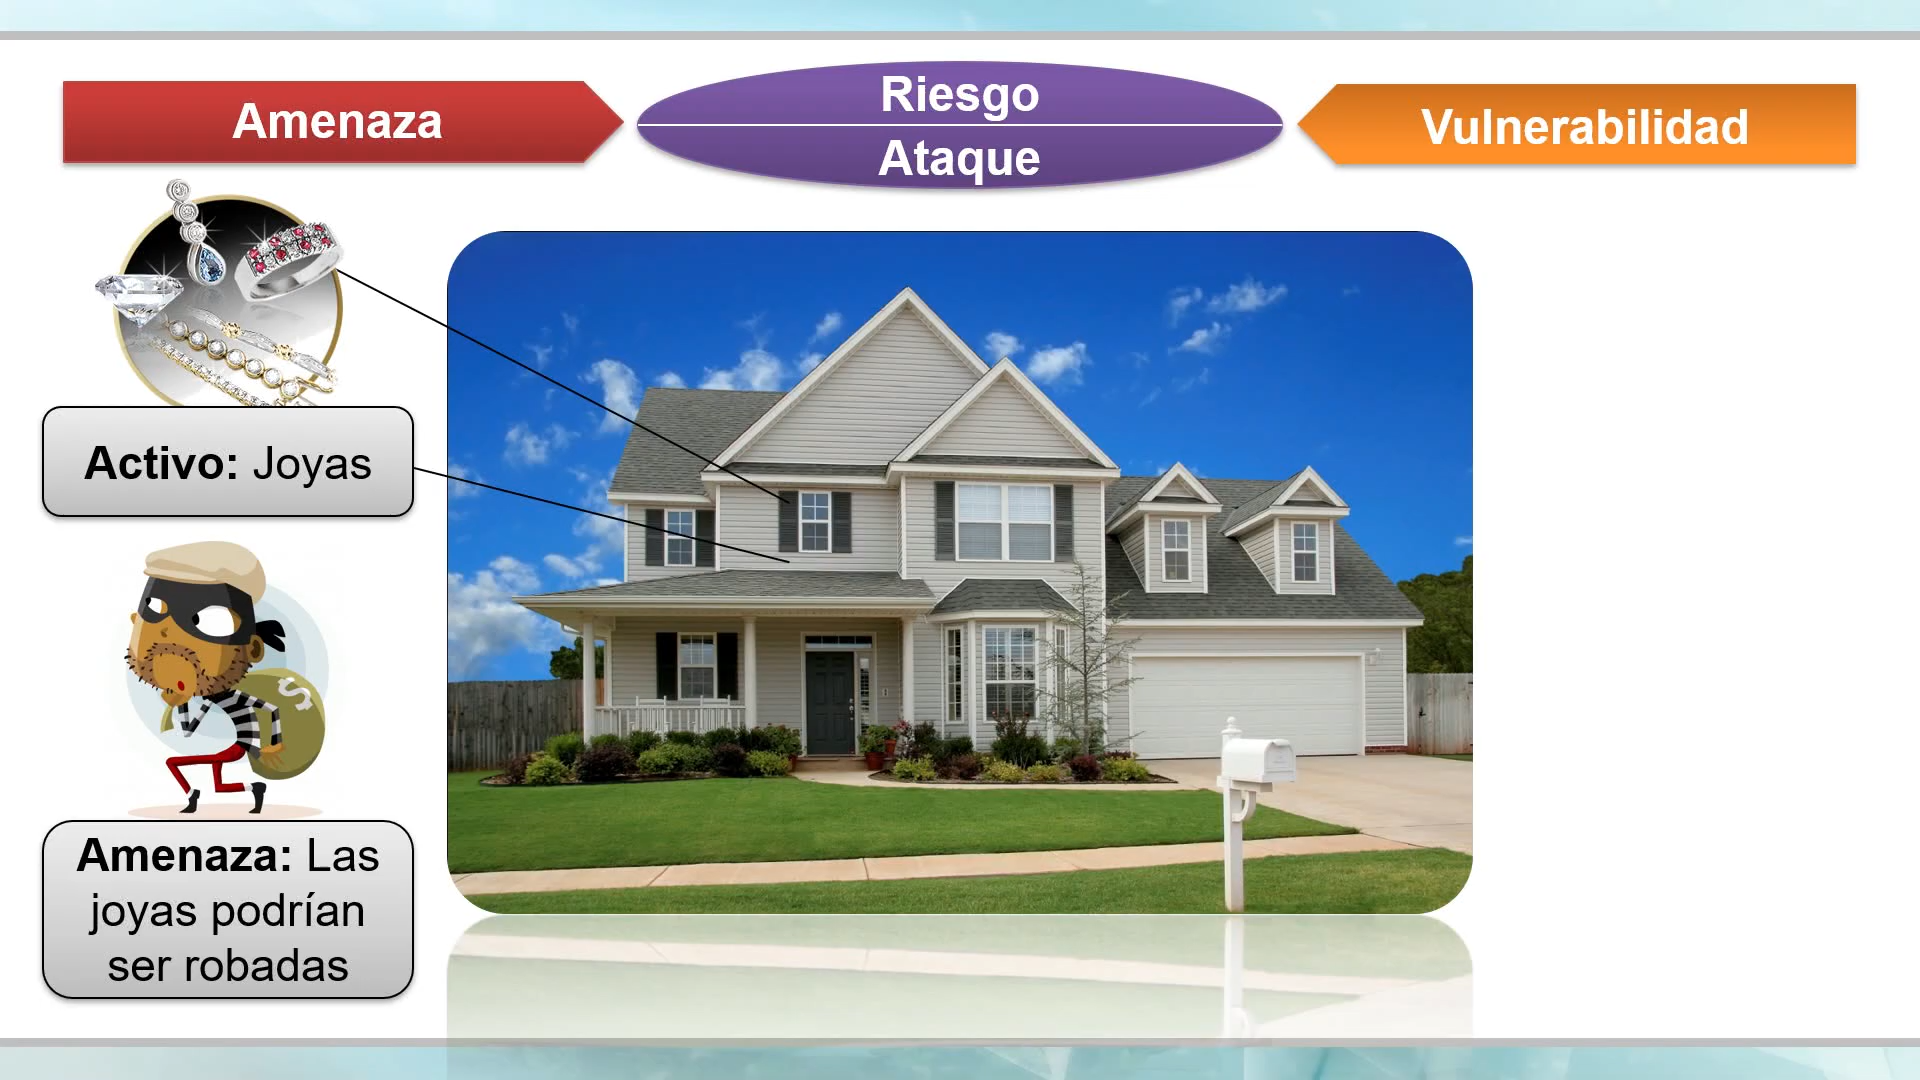 Amenaza
Riesgo
Ataque
Vulnerabilidad
Activo: Joyas
$
Amenaza: Las
joyas podrían
ser robadas